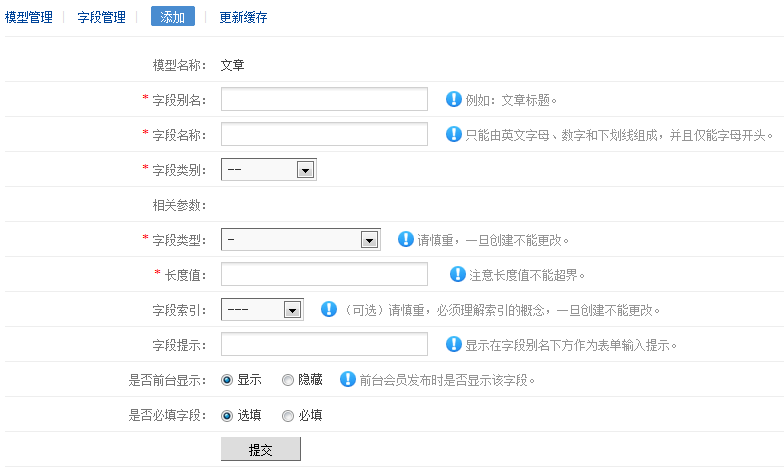 模型管理 字段管理 添加 更新缓存
模型名称: 文章
* 字段别名: 例如: 文章标题。
* 字段名称: 只能由英文字母、数字和下划线组成，并且仅能字母开头。
* 字段类别: --
相关参数:
* 字段类型: - 请慎重，一旦创建不能更改。
* 长度值: 注意长度值不能超界。
字段索引: --- （可选）请慎重，必须理解索引的概念，一旦创建不能更改。
字段提示: 显示在字段别名下方作为表单输入提示。
是否前台显示: 显示 隐藏 前台会员发布时是否显示该字段。
是否必填字段: 选填 必填
提交